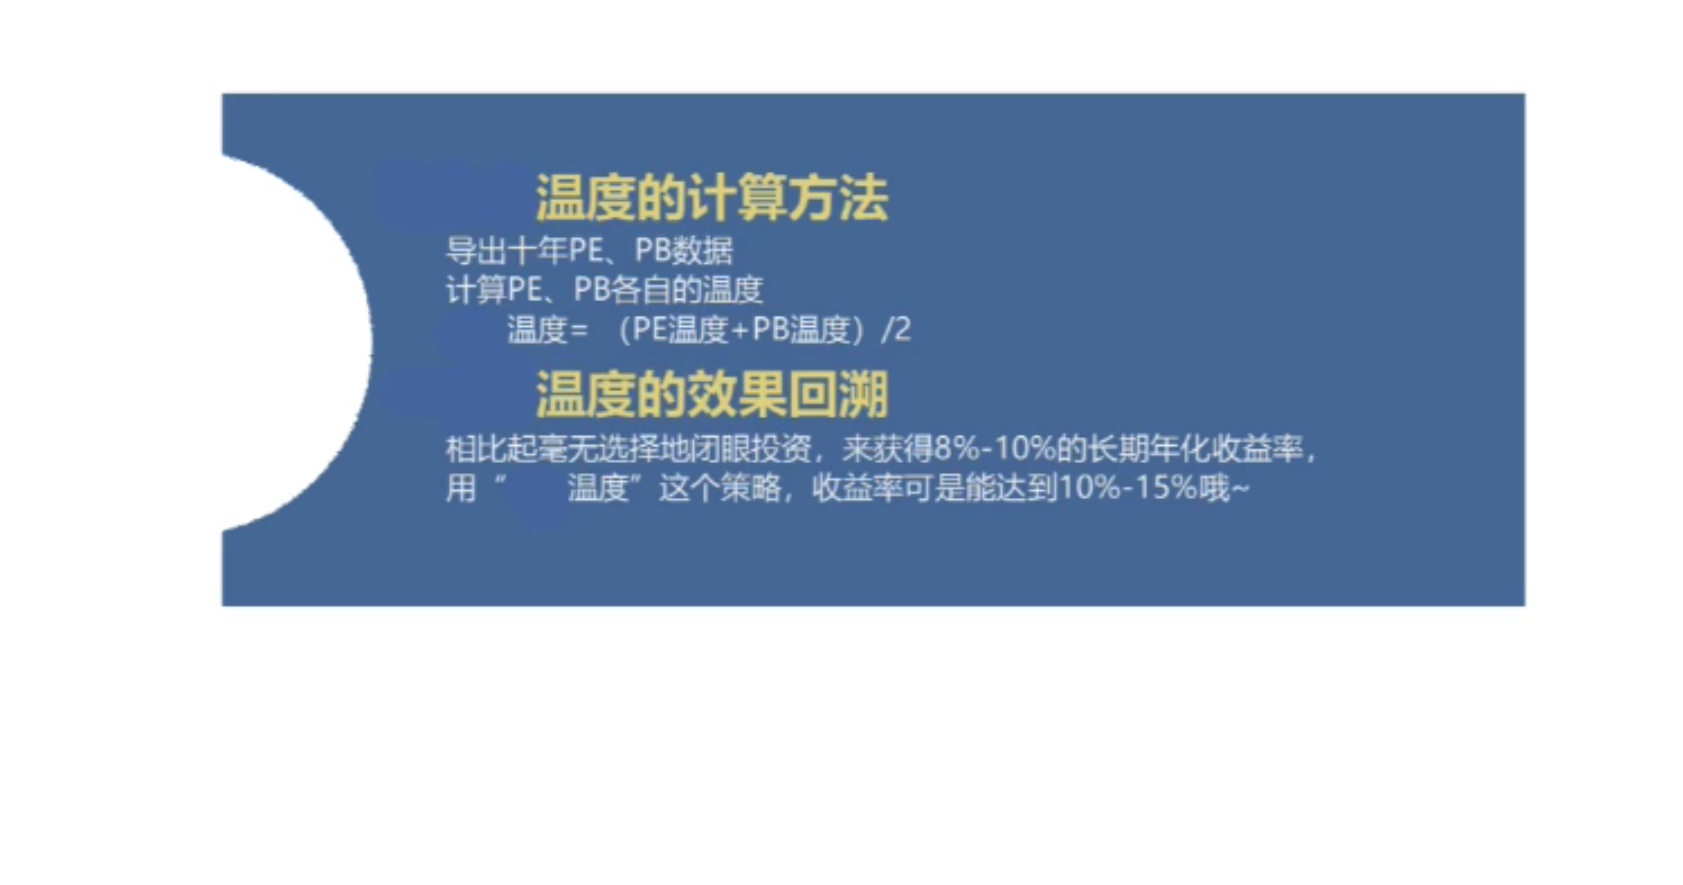 温度的计算方法
导出十年PE、PB数据
计算PE、PB各自的温度
温度= （PE温度+PB温度）/2
温度的效果回溯
相比起毫无选择地闭眼投资，来获得8%-10%的长期年化收益率，
用“ 温度”这个策略，收益率可是能达到10%-15%哦~